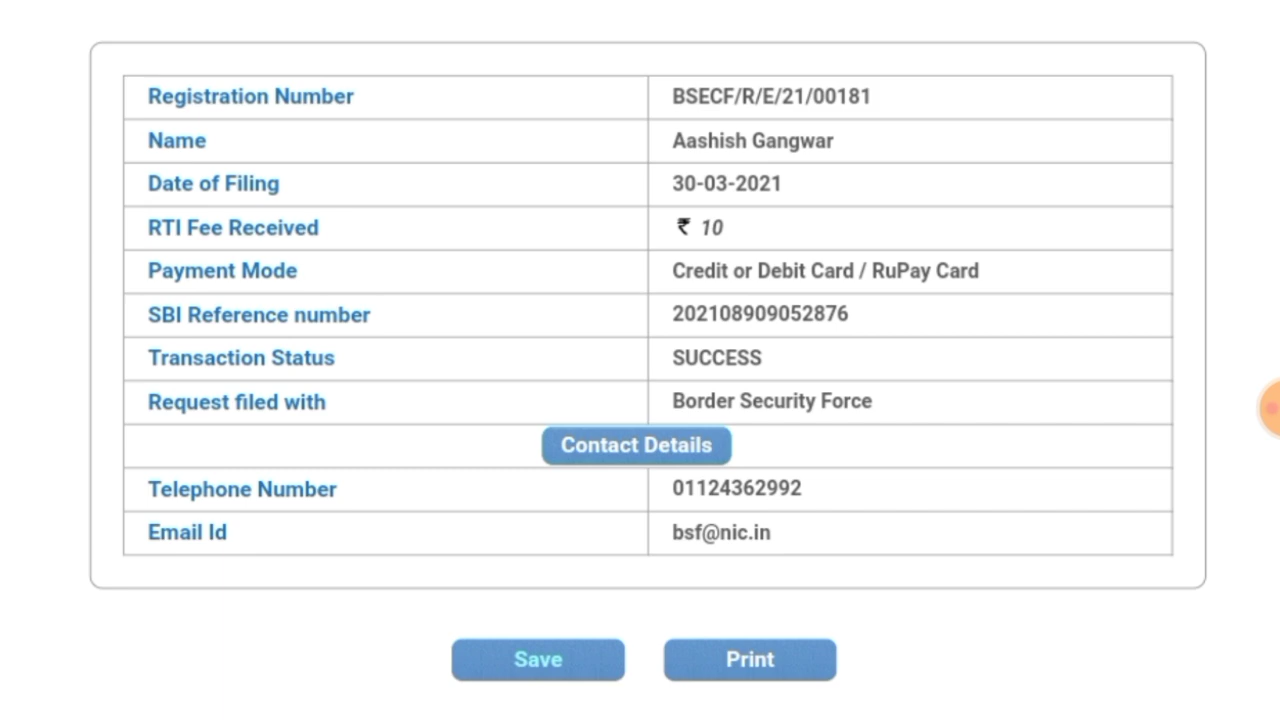 Registration Number BSECF/R/E/21/00181
Name Aashish Gangwar
Date of Filing 30-03-2021
RTI Fee Received ₹ 10
Payment Mode Credit or Debit Card / RuPay Card
SBI Reference number 202108909052876
Transaction Status SUCCESS
Request filed with Border Security Force
Contact Details
Telephone Number 01124362992
Email Id bsf@nic.in
Save Print